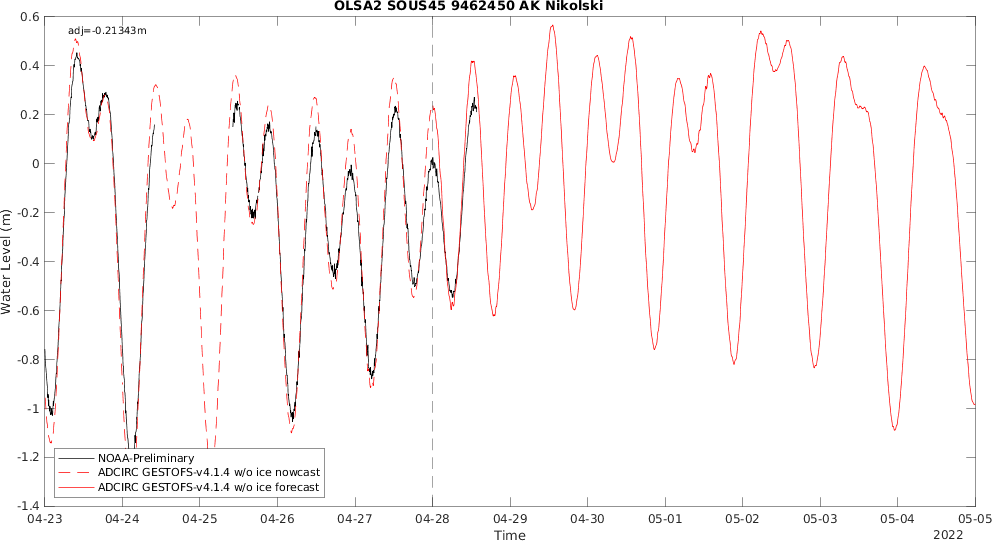 OLSA2 SOUS45 9462450 AK Nikolski
adj=-0.21343m
0.6
0.4
0.2
0
-0.2
-0.4
-0.6
-0.8
-1
-1.2
-1.4
Water Level (m)
NOAA-Preliminary
ADCIRC GESTOFS-v4.1.4 w/o ice nowcast
ADCIRC GESTOFS-v4.1.4 w/o ice forecast
04-23 04-24 04-25 04-26 04-27 04-28 04-29 04-30 05-01 05-02 05-03 05-04 05-05
Time
2022